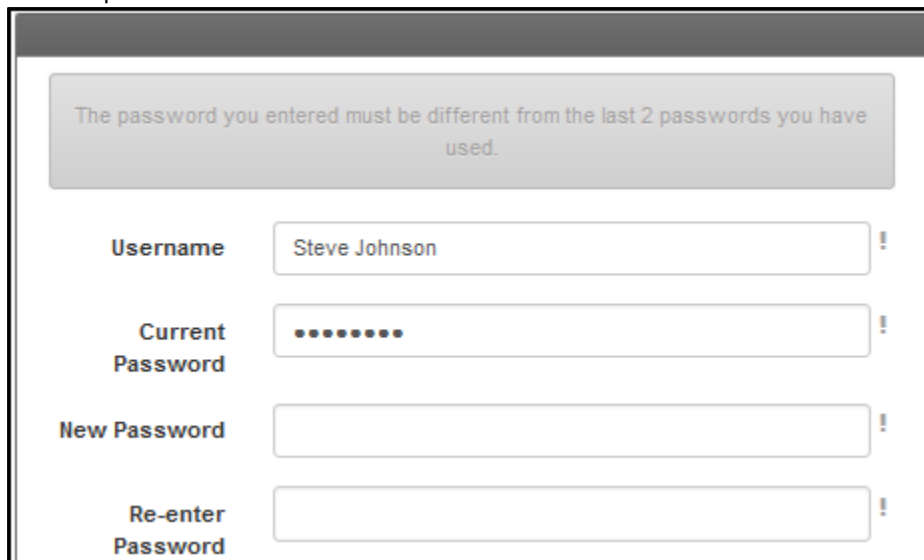 The password you entered must be different from the last 2 passwords you have
used.
Username
Steve Johnson
!
Current
Password
••••••••
!
New Password
!
Re-enter
Password
!